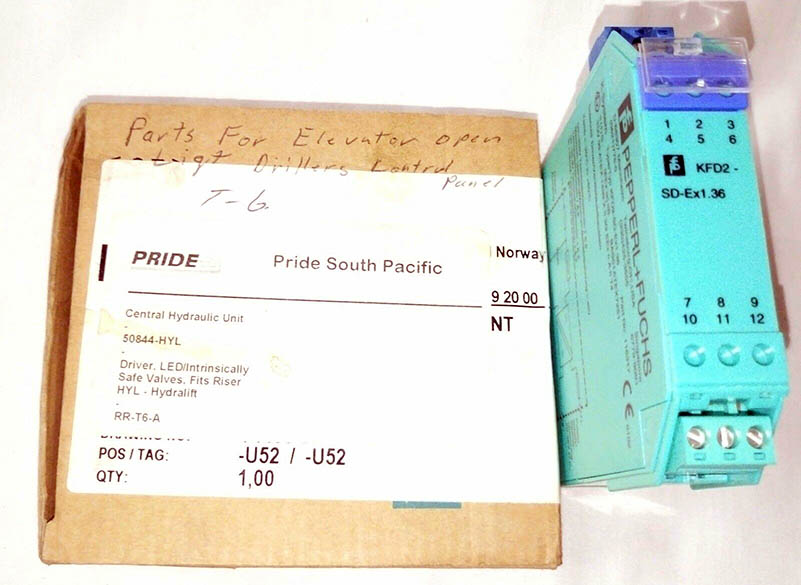 Parts For Elevator open
Drillers Control
Panel
T-6
PRIDE
Pride South Pacific
Norway
9 20 00
NT
Central Hydraulic Unit
-
50844-HYL
-
Driver, LED/Intrinsically
Safe Valves, Fits Riser
HYL - Hydralift
-
RR-T6-A
POS / TAG: -U52 / -U52
QTY: 1,00
PEPPERL+FUCHS
CE
1 2 3
4 5 6
KFD2 -
SD-Ex1.36
7 8 9
10 11 12